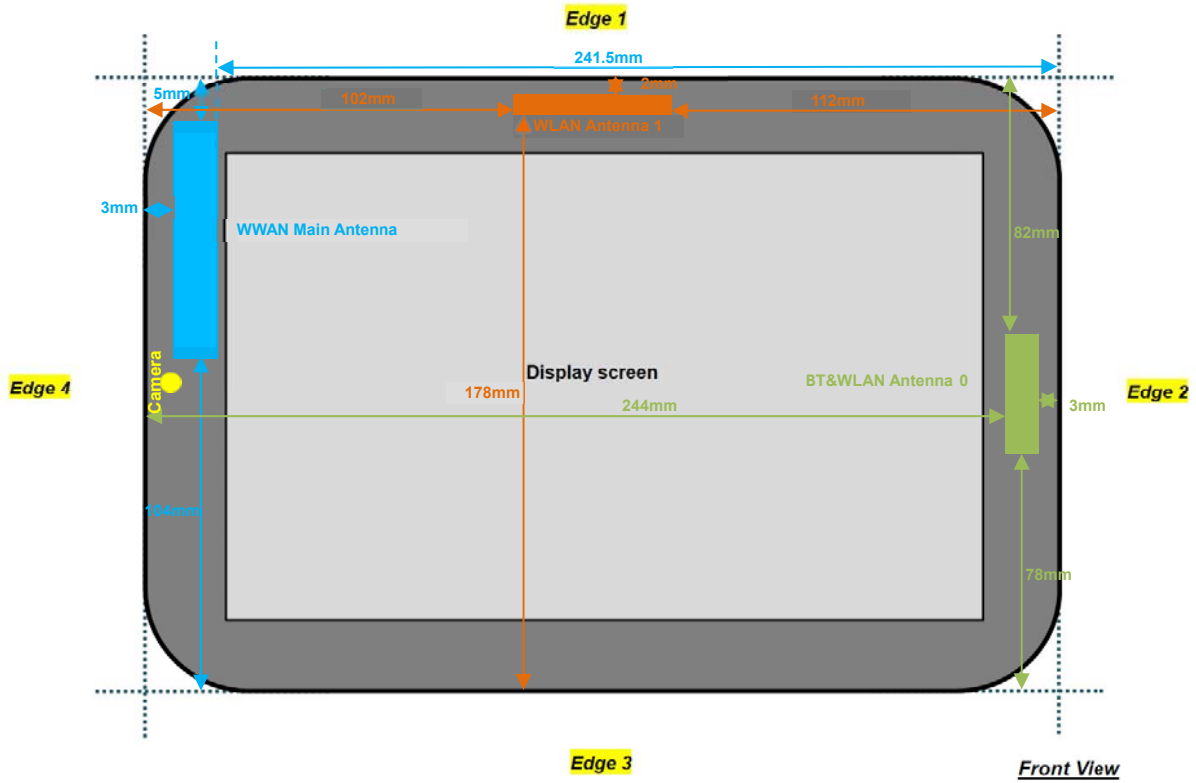 Edge 1
241.5mm
5mm
2mm
102mm
112mm
WLAN Antenna 1
3mm
WWAN Main Antenna
82mm
Camera
Display screen
BT&WLAN Antenna 0
Edge 4
178mm
244mm
3mm
Edge 2
104mm
78mm
Edge 3
Front View